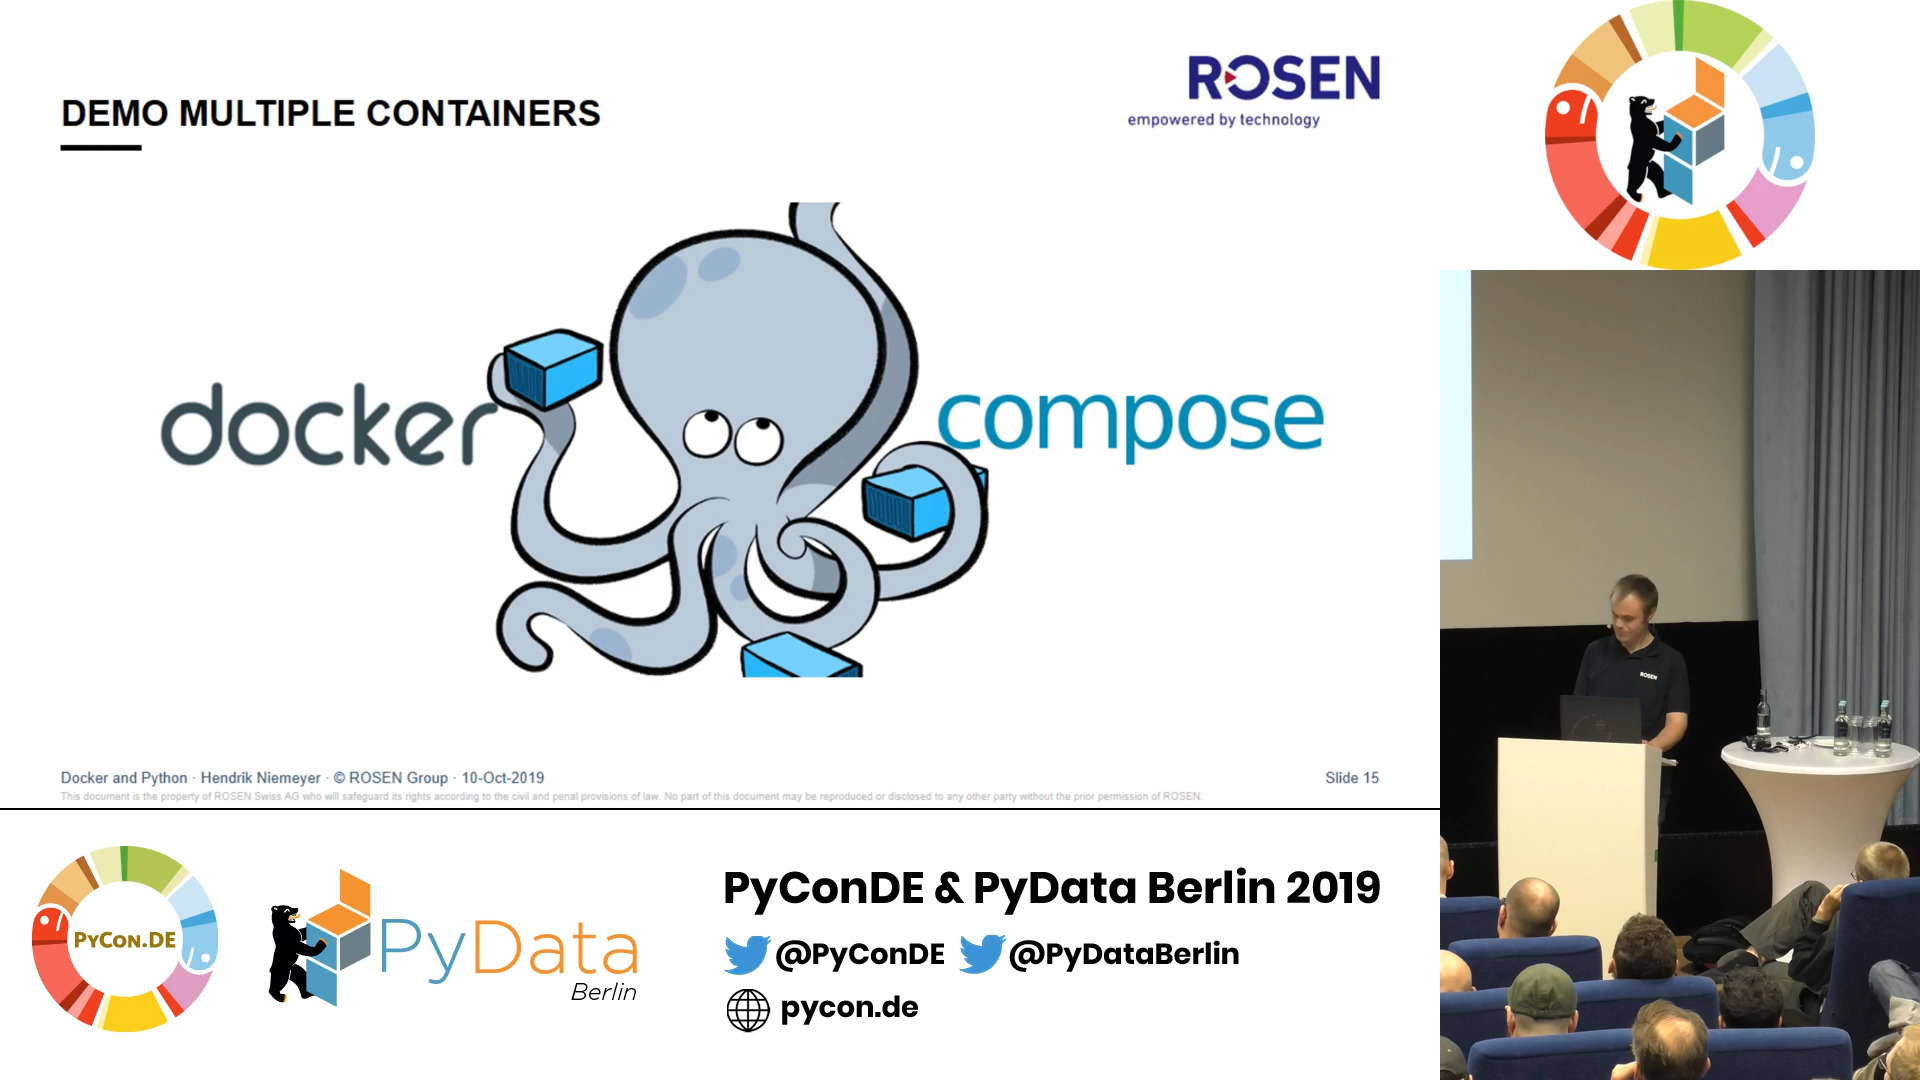 DEMO MULTIPLE CONTAINERS
ROSEN
empowered by technology
docker
compose
Docker and Python · Hendrik Niemeyer · © ROSEN Group · 10-Oct-2019
Slide 15
This document is the property of ROSEN Swiss AG who will safeguard its rights according to the civil and penal provisions of law. No part of this document may be reproduced or disclosed to any other party without the prior permission of ROSEN.
ROSEN
PYCON.DE
PyData
Berlin
PyConDE & PyData Berlin 2019
@PyConDE @PyDataBerlin
pycon.de